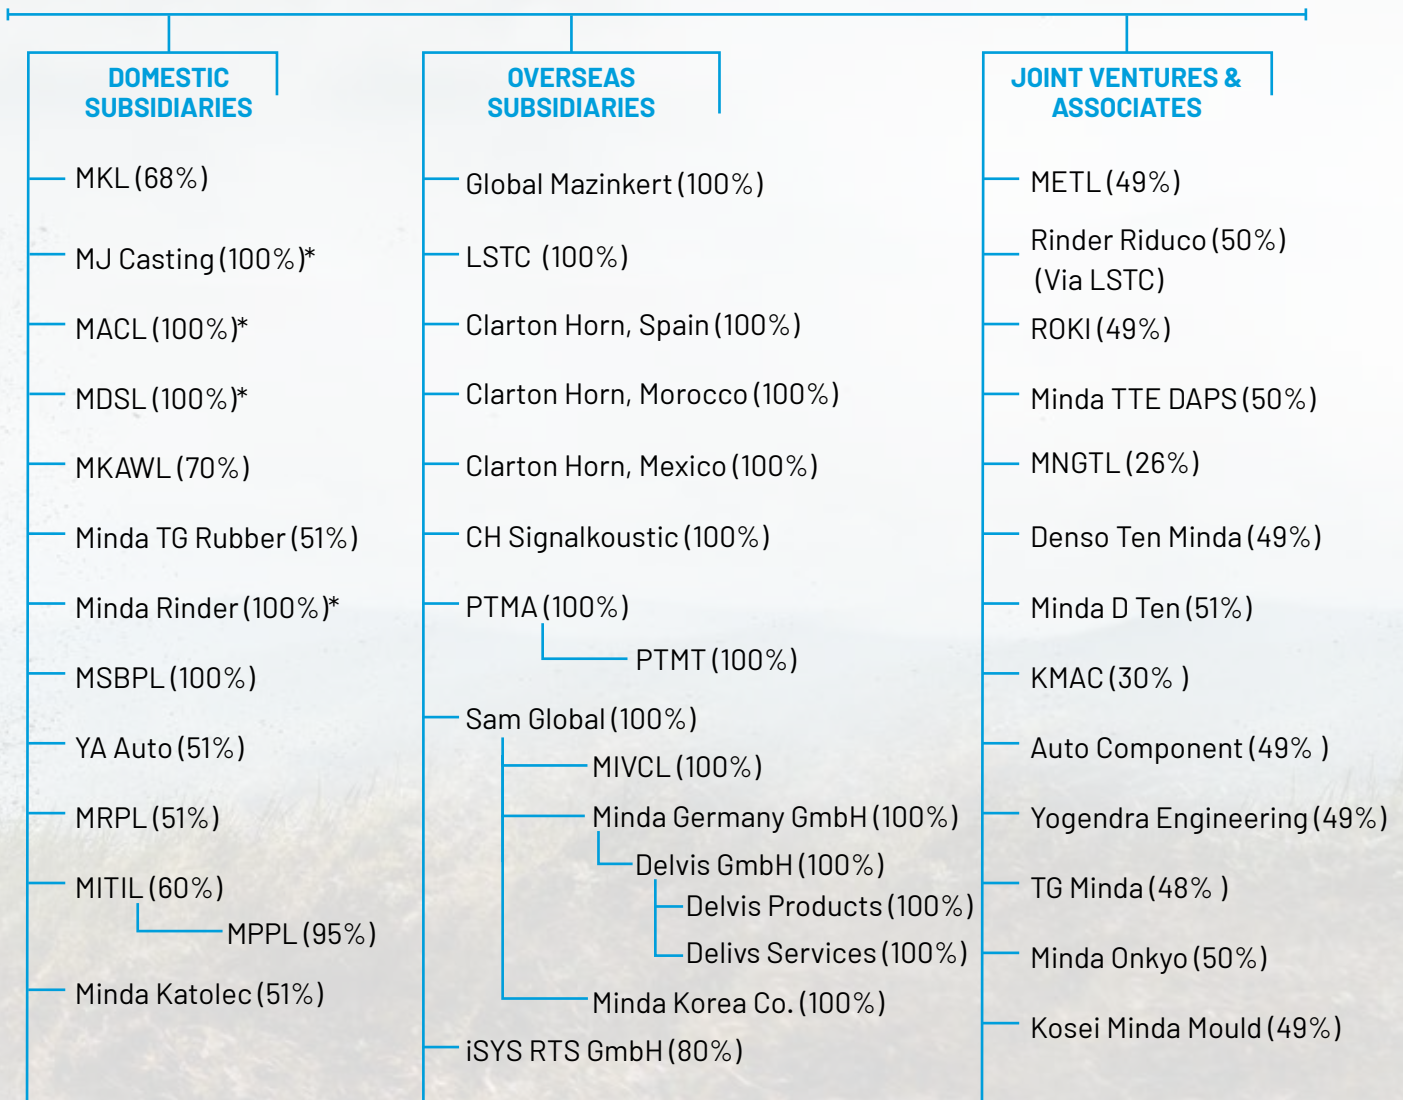 DOMESTIC
SUBSIDIARIES
MKL (68%)
MJ Casting (100%)*
MACL (100%)*
MDSL (100%)*
MKAWL (70%)
Minda TG Rubber (51%)
Minda Rinder (100%)*
MSBPL (100%)
YA Auto (51%)
MRPL (51%)
MITIL (60%)
MPPL (95%)
Minda Katolec (51%)
OVERSEAS
SUBSIDIARIES
Global Mazinkert (100%)
LSTC (100%)
Clarton Horn, Spain (100%)
Clarton Horn, Morocco (100%)
Clarton Horn, Mexico (100%)
CH Signalkoustic (100%)
PTMA (100%)
PTMT (100%)
Sam Global (100%)
MIVCL (100%)
Minda Germany GmbH (100%)
Delvis GmbH (100%)
Delvis Products (100%)
Delivs Services (100%)
Minda Korea Co. (100%)
iSYS RTS GmbH (80%)
JOINT VENTURES &
ASSOCIATES
METL (49%)
Rinder Riduco (50%)
(Via LSTC)
ROKI (49%)
Minda TTE DAPS (50%)
MNGTL (26%)
Denso Ten Minda (49%)
Minda D Ten (51%)
KMAC (30% )
Auto Component (49% )
Yogendra Engineering (49%)
TG Minda (48% )
Minda Onkyo (50%)
Kosei Minda Mould (49%)